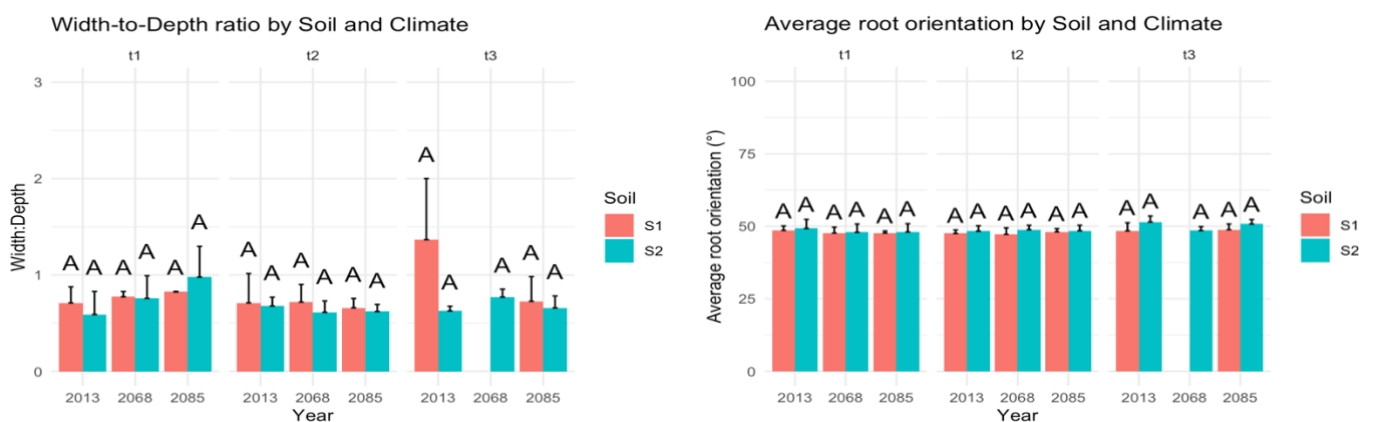 Width-to-Depth ratio by Soil and Climate
t1 t2 t3
3
2
1
0
Width:Depth
A A A A A A
A A A A A A
A A A A A
2013 2068 2085 2013 2068 2085 2013 2068 2085
Year
Soil
S1
S2
Average root orientation by Soil and Climate
t1 t2 t3
100
75
50
25
0
Average root orientation (°)
A A A A A A
A A A A A A
A A A A A
2013 2068 2085 2013 2068 2085 2013 2068 2085
Year
Soil
S1
S2